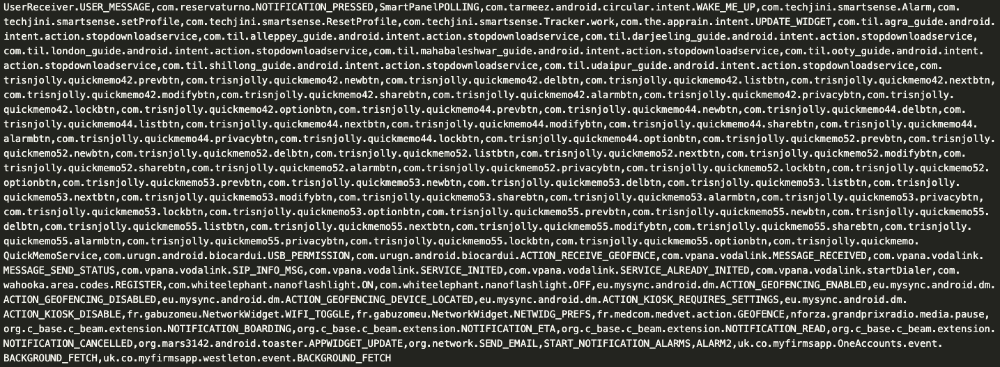 UserReceiver.USER_MESSAGE,com.reservaturno.NOTIFICATION_PRESSED,SmartPanelPOLLING,com.tarmeez.android.circular.intent.WAKE_ME_UP,com.techjini.smartsense.Alarm,com.
techjini.smartsense.setProfile,com.techjini.smartsense.ResetProfile,com.techjini.smartsense.Tracker.work,com.the.apprain.intent.UPDATE_WIDGET,com.til.agra_guide.android.
intent.action.stopdownloadservice,com.til.alleppey_guide.android.intent.action.stopdownloadservice,com.til.darjeeling_guide.android.intent.action.stopdownloadservice,
com.til.london_guide.android.intent.action.stopdownloadservice,com.til.mahabaleshwar_guide.android.intent.action.stopdownloadservice,com.til.ooty_guide.android.intent.
action.stopdownloadservice,com.til.shillong_guide.android.intent.action.stopdownloadservice,com.til.udaipur_guide.android.intent.action.stopdownloadservice,com.
trisnjolly.quickmemo42.prevbtn,com.trisnjolly.quickmemo42.newbtn,com.trisnjolly.quickmemo42.delbtn,com.trisnjolly.quickmemo42.listbtn,com.trisnjolly.quickmemo42.nextbtn,
com.trisnjolly.quickmemo42.modifybtn,com.trisnjolly.quickmemo42.sharebtn,com.trisnjolly.quickmemo42.alarmbtn,com.trisnjolly.quickmemo42.privacybtn,com.trisnjolly.
quickmemo42.lockbtn,com.trisnjolly.quickmemo42.optionbtn,com.trisnjolly.quickmemo44.prevbtn,com.trisnjolly.quickmemo44.newbtn,com.trisnjolly.quickmemo44.delbtn,com.
trisnjolly.quickmemo44.listbtn,com.trisnjolly.quickmemo44.nextbtn,com.trisnjolly.quickmemo44.modifybtn,com.trisnjolly.quickmemo44.sharebtn,com.trisnjolly.quickmemo44.
alarmbtn,com.trisnjolly.quickmemo44.privacybtn,com.trisnjolly.quickmemo44.lockbtn,com.trisnjolly.quickmemo44.optionbtn,com.trisnjolly.quickmemo52.prevbtn,com.trisnjolly.
quickmemo52.newbtn,com.trisnjolly.quickmemo52.delbtn,com.trisnjolly.quickmemo52.listbtn,com.trisnjolly.quickmemo52.nextbtn,com.trisnjolly.quickmemo52.modifybtn,com.
trisnjolly.quickmemo52.sharebtn,com.trisnjolly.quickmemo52.alarmbtn,com.trisnjolly.quickmemo52.privacybtn,com.trisnjolly.quickmemo52.lockbtn,com.trisnjolly.quickmemo52.
optionbtn,com.trisnjolly.quickmemo53.prevbtn,com.trisnjolly.quickmemo53.newbtn,com.trisnjolly.quickmemo53.delbtn,com.trisnjolly.quickmemo53.listbtn,com.trisnjolly.
quickmemo53.nextbtn,com.trisnjolly.quickmemo53.modifybtn,com.trisnjolly.quickmemo53.sharebtn,com.trisnjolly.quickmemo53.alarmbtn,com.trisnjolly.quickmemo53.privacybtn,
com.trisnjolly.quickmemo53.lockbtn,com.trisnjolly.quickmemo53.optionbtn,com.trisnjolly.quickmemo55.prevbtn,com.trisnjolly.quickmemo55.newbtn,com.trisnjolly.quickmemo55.
delbtn,com.trisnjolly.quickmemo55.listbtn,com.trisnjolly.quickmemo55.nextbtn,com.trisnjolly.quickmemo55.modifybtn,com.trisnjolly.quickmemo55.sharebtn,com.trisnjolly.
quickmemo55.alarmbtn,com.trisnjolly.quickmemo55.privacybtn,com.trisnjolly.quickmemo55.lockbtn,com.trisnjolly.quickmemo55.optionbtn,com.trisnjolly.quickmemo.
QuickMemoService,com.urugn.android.biocardui.USB_PERMISSION,com.urugn.android.biocardui.ACTION_RECEIVE_GEOFENCE,com.vpana.vodalink.MESSAGE_RECEIVED,com.vpana.vodalink.
MESSAGE_SEND_STATUS,com.vpana.vodalink.SIP_INFO_MSG,com.vpana.vodalink.SERVICE_INITED,com.vpana.vodalink.SERVICE_ALREADY_INITED,com.vpana.vodalink.startDialer,com.
wahooka.area.codes.REGISTER,com.whiteelephant.nanoflashlight.ON,com.whiteelephant.nanoflashlight.OFF,eu.mysync.android.dm.ACTION_GEOFENCING_ENABLED,eu.mysync.android.dm.
ACTION_GEOFENCING_DISABLED,eu.mysync.android.dm.ACTION_GEOFENCING_DEVICE_LOCATED,eu.mysync.android.dm.ACTION_KIOSK_REQUIRES_SETTINGS,eu.mysync.android.dm.
ACTION_KIOSK_DISABLE,fr.gabuzomeu.NetworkWidget.WIFI_TOGGLE,fr.gabuzomeu.NetworkWidget.NETWIDG_PREFS,fr.medcom.medvet.action.GEOFENCE,nforza.grandprixradio.media.pause,
org.c_base.c_beam.extension.NOTIFICATION_BOARDING,org.c_base.c_beam.extension.NOTIFICATION_ETA,org.c_base.c_beam.extension.NOTIFICATION_READ,org.c_base.c_beam.extension.
NOTIFICATION_CANCELLED,org.mars3142.android.toaster.APPWIDGET_UPDATE,org.network.SEND_EMAIL,START_NOTIFICATION_ALARMS,ALARM2,uk.co.myfirmsapp.OneAccounts.event.
BACKGROUND_FETCH,uk.co.myfirmsapp.westleton.event.BACKGROUND_FETCH